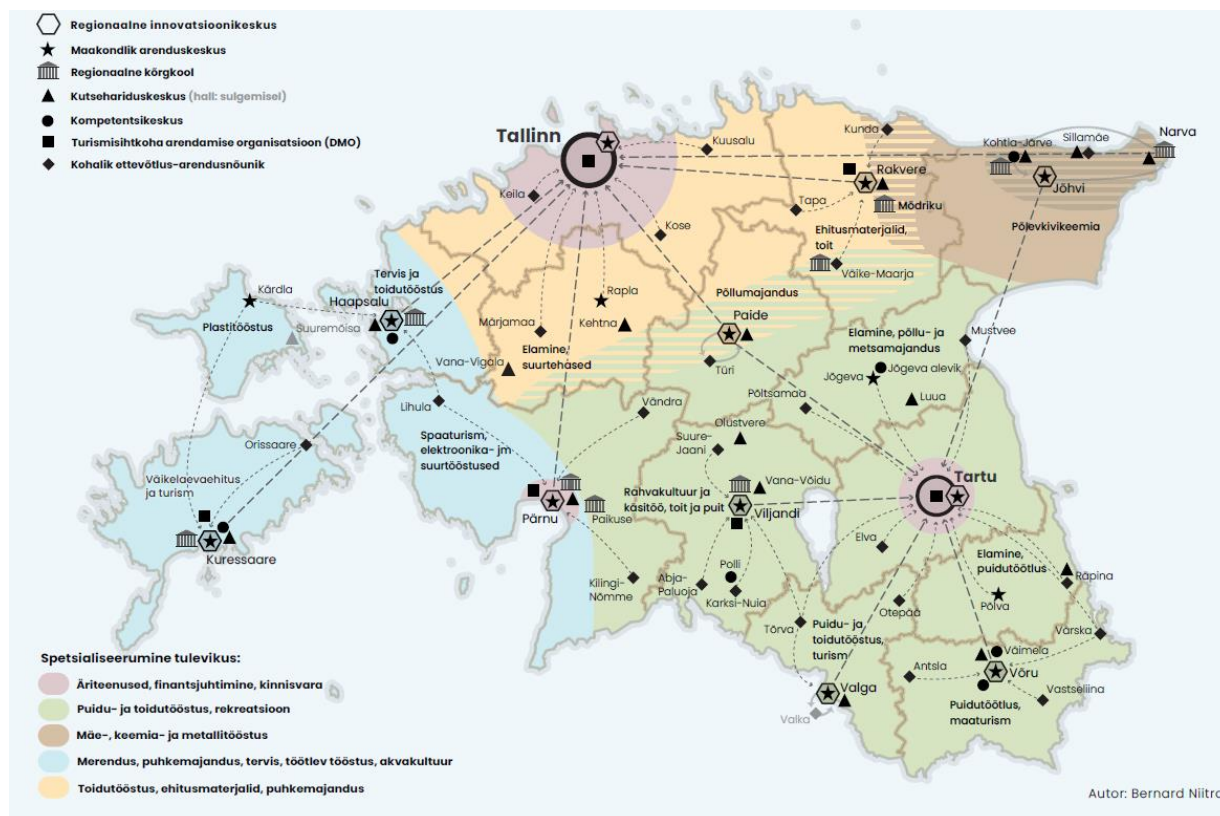 Regionaalne innovatsioonikeskus
Maakondlik arenduskeskus
Regionaalne kõrgkool
Kutsehariduskeskus (hall: sulgemisel)
Kompetentsikeskus
Turismisihtkoha arendamise organisatsioon (DMO)
Kohalik ettevõtlus-arendusnõunik
Tallinn
Kuusalu
Kunda
Kohtla-Järve
Sillamäe
Narva
Keila
Rakvere
Jõhvi
Tapa
Mõdriku
Kose
Ehitusmaterjalid,
toit
Põlevkivikeemia
Väike-Maarja
Tervis ja
toidutööstus
Kärdla
Haapsalu
Rapla
Põllumajandus
Plastitööstus
Suuremõisa
Märjamaa
Kehtna
Paide
Elamine, põllu- ja
metsamajandus
Mustvee
Elamine,
suurtehased
Vana-Vigala
Türi
Jõgeva alevik
Jõgeva
Lihula
Vändra
Põltsamaa
Luua
Olustvere
Suure-
Jaani
Orissaare
Spaaturism,
elektroonika- jm
suurtööstused
Väikelaevaehitus
ja turism
Rahvakultuur ja
käsitöö, toit ja puit
Vana-Võidu
Tartu
Pärnu
Paikuse
Viljandi
Kuressaare
Elva
Elamine,
puidutöötlus
Polli
Räpina
Kilingi-
Nõmme
Abja-
Paluoja
Karksi-Nuia
Otepää
Põlva
Tõrva
Puidu- ja
toidutööstus,
turism
Värska
Väimela
Antsla
Võru
Valga
Vastseliina
Valka
Puidutöötlus,
maaturism
Spetsialiseerumine tulevikus:
Äriteenused, finantsjuhtimine, kinnisvara
Puidu- ja toidutööstus, rekreatsioon
Mäe-, keemia- ja metallitööstus
Merendus, puhkemajandus, tervis, töötlev tööstus, akvakultuur
Toidutööstus, ehitusmaterjalid, puhkemajandus
Autor: Bernard Niitra